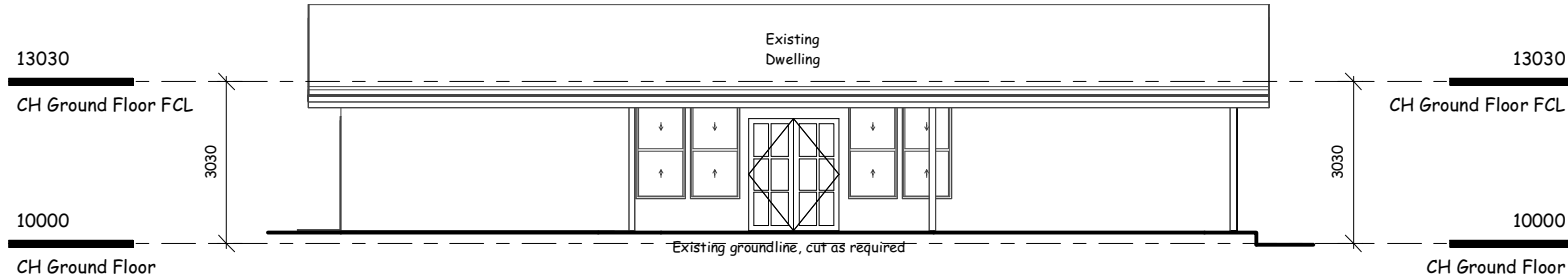 Existing
Dwelling
13030
CH Ground Floor FCL
13030
CH Ground Floor FCL
3030
3030
10000
CH Ground Floor
Existing groundline, cut as required
10000
CH Ground Floor